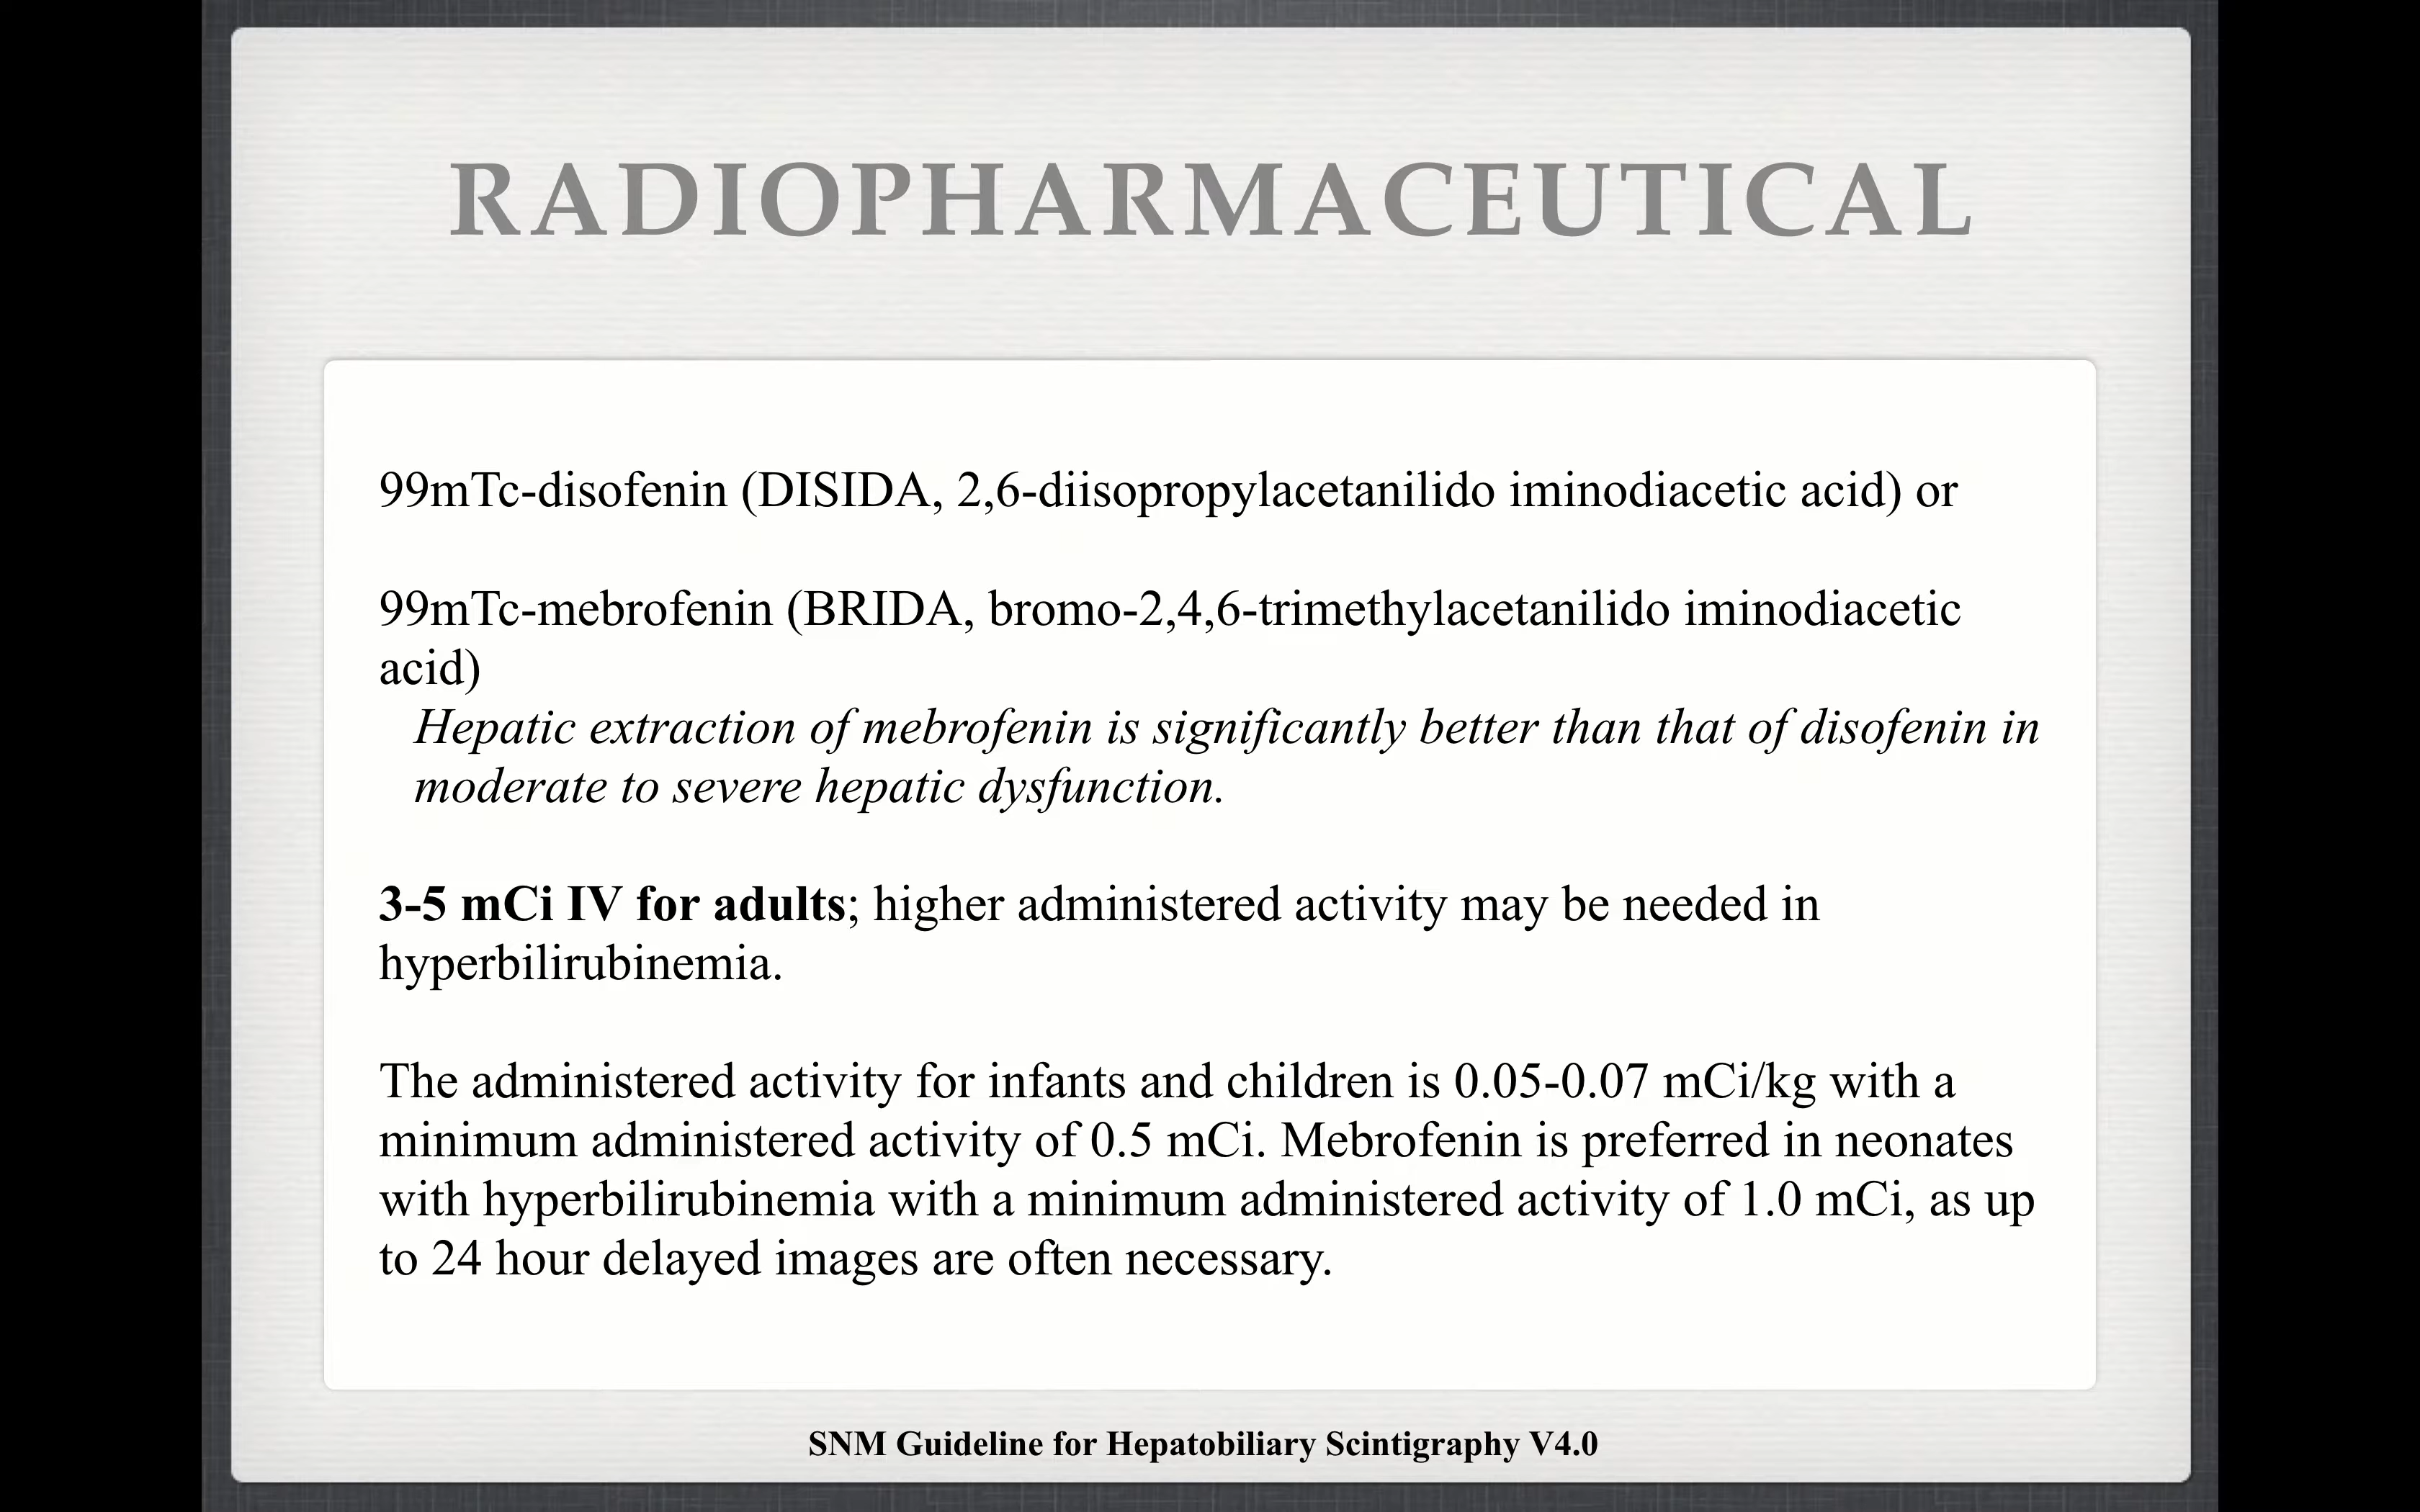 RADIOPHARMACEUTICAL
99mTc-disofenin (DISIDA, 2,6-diisopropylacetanilido iminodiacetic acid) or
99mTc-mebrofenin (BRIDA, bromo-2,4,6-trimethylacetanilido iminodiacetic
acid)
Hepatic extraction of mebrofenin is significantly better than that of disofenin in
moderate to severe hepatic dysfunction.
3-5 mCi IV for adults; higher administered activity may be needed in
hyperbilirubinemia.
The administered activity for infants and children is 0.05-0.07 mCi/kg with a
minimum administered activity of 0.5 mCi. Mebrofenin is preferred in neonates
with hyperbilirubinemia with a minimum administered activity of 1.0 mCi, as up
to 24 hour delayed images are often necessary.
SNM Guideline for Hepatobiliary Scintigraphy V4.0